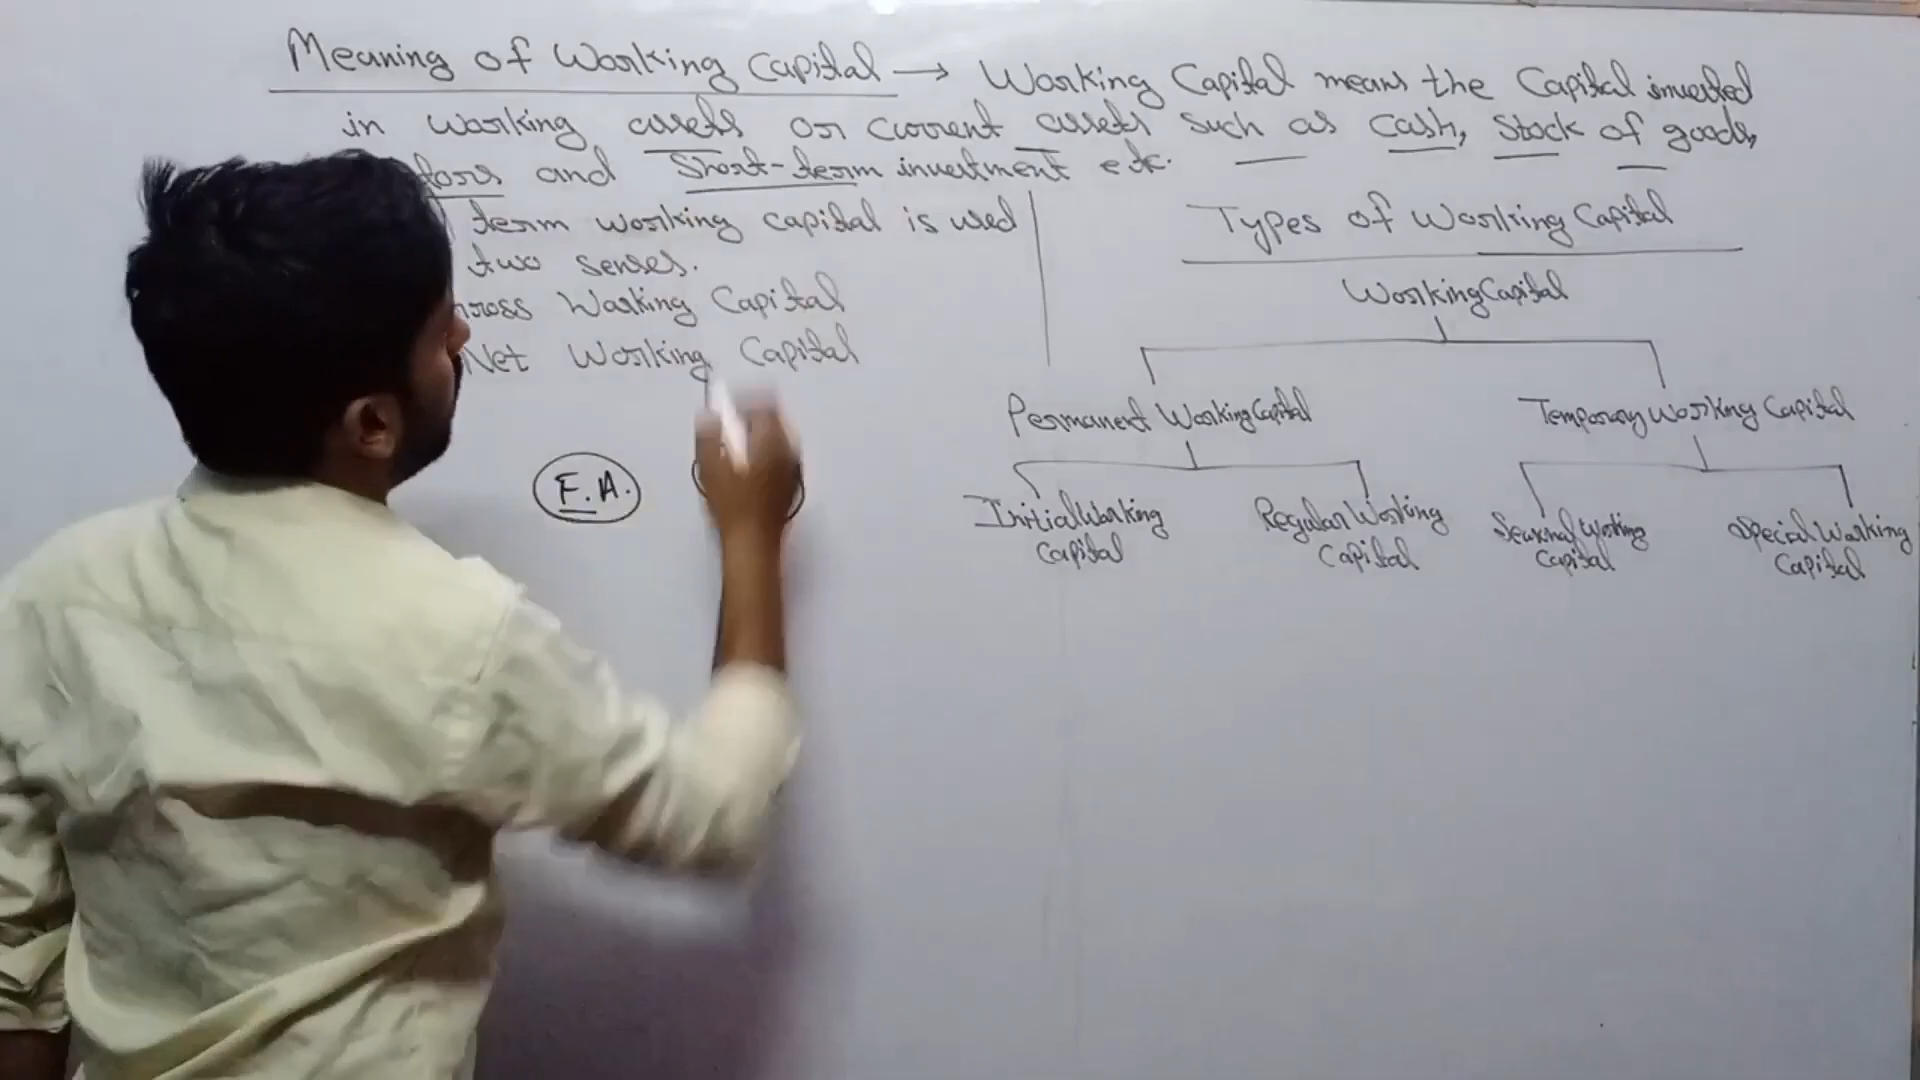 Meaning of Working Capital → Working Capital means the Capital invested
in working assets or current assets such as Cash, Stock of goods,
tors and Short-term investment etc.
term working capital is used
two senses.
ross Working Capital
Net Working Capital
F.A.
Types of Working Capital
Working Capital
Permanent Working Capital
Temporary Working Capital
Initial Working
Capital
Regular Working
Capital
Seasonal Working
Capital
Special Working
Capital